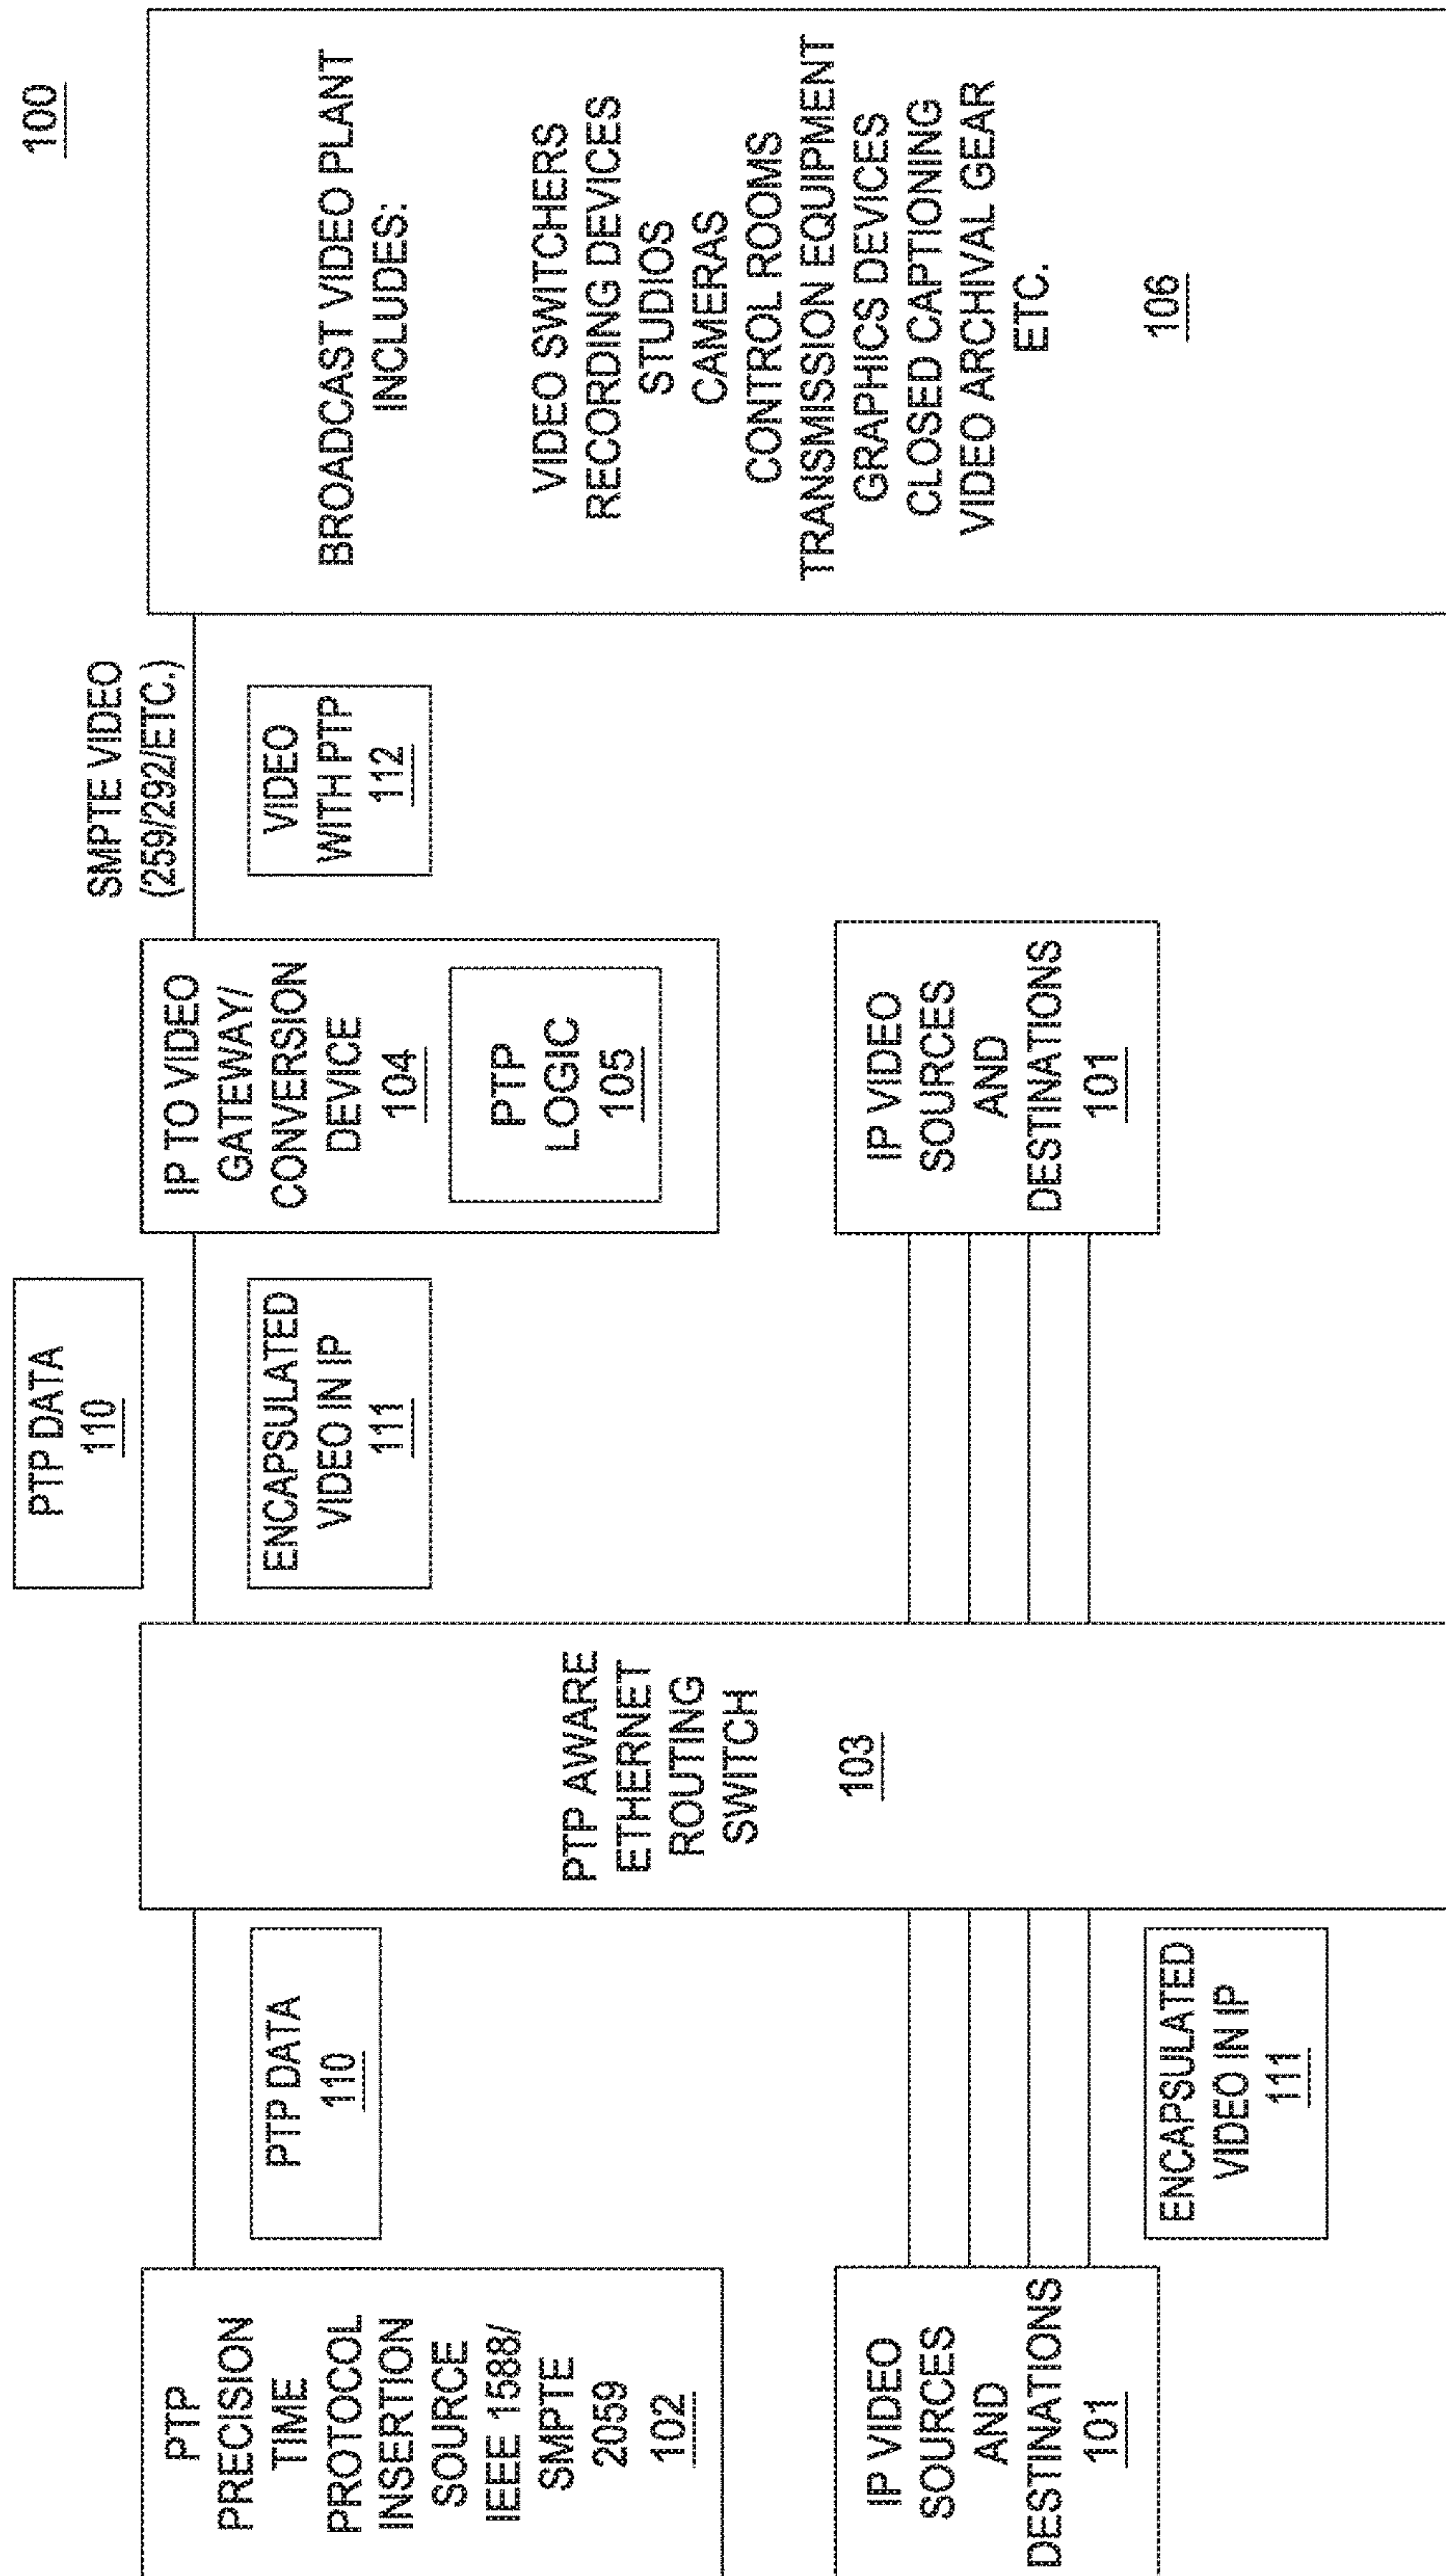 100
PTP
PRECISION
TIME
PROTOCOL
INSERTION
SOURCE
IEEE 1588/
SMPTE
2059
102
IP VIDEO
SOURCES
AND
DESTINATIONS
101
PTP DATA
110
ENCAPSULATED
VIDEO IN IP
111
PTP AWARE
ETHERNET
ROUTING
SWITCH
103
PTP DATA
110
ENCAPSULATED
VIDEO IN IP
111
IP TO VIDEO
GATEWAY/
CONVERSION
DEVICE
104
PTP
LOGIC
105
IP VIDEO
SOURCES
AND
DESTINATIONS
101
SMPTE VIDEO
(259/292/ETC.)
VIDEO
WITH PTP
112
BROADCAST VIDEO PLANT
INCLUDES:
VIDEO SWITCHERS
RECORDING DEVICES
STUDIOS
CAMERAS
CONTROL ROOMS
TRANSMISSION EQUIPMENT
GRAPHICS DEVICES
CLOSED CAPTIONING
VIDEO ARCHIVAL GEAR
ETC.
106